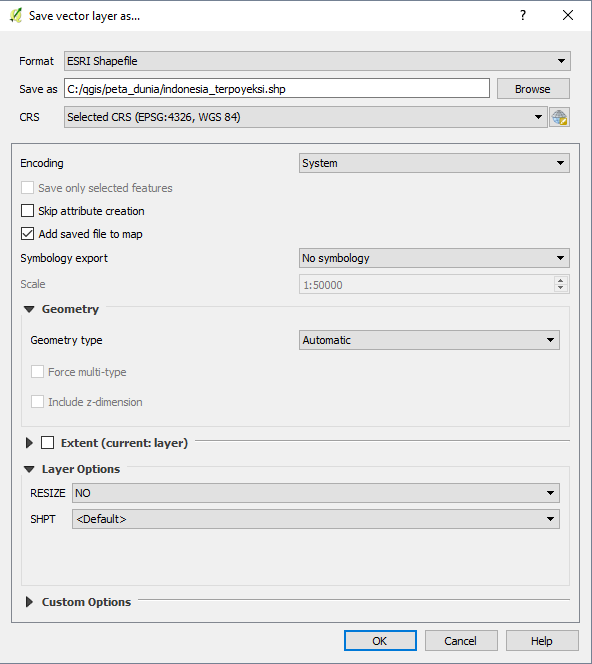 Save vector layer as...
Format ESRI Shapefile
Save as C:/qgis/peta_dunia/indonesia_terpoyeksi.shp Browse
CRS Selected CRS (EPSG:4326, WGS 84)
Encoding System
Save only selected features
Skip attribute creation
Add saved file to map
Symbology export No symbology
Scale 1:50000
Geometry
Geometry type Automatic
Force multi-type
Include z-dimension
Extent (current: layer)
Layer Options
RESIZE NO
SHPT <Default>
Custom Options
OK Cancel Help